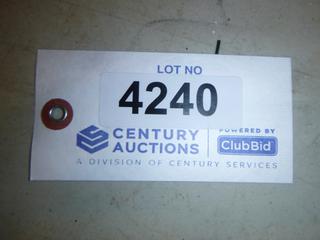 LOT NO
4240
CENTURY
AUCTIONS
POWERED BY
ClubBid
A DIVISION OF CENTURY SERVICES